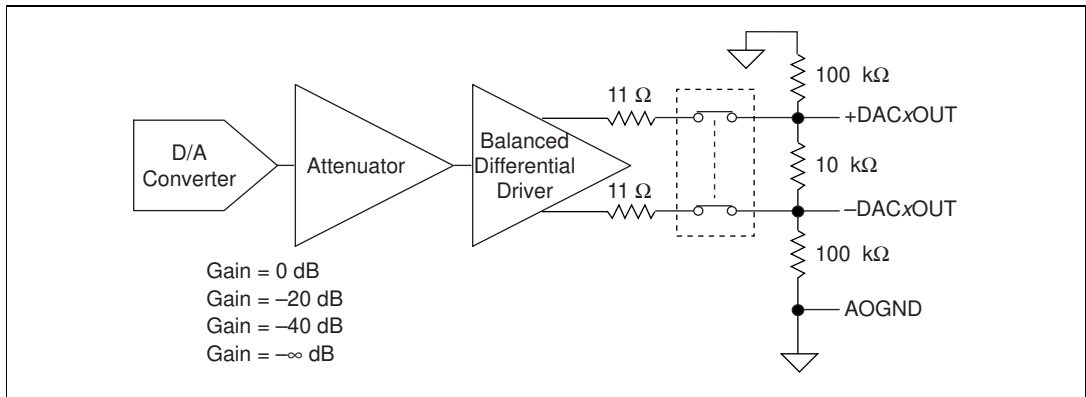 D/A
Converter
Attenuator
Balanced
Differential
Driver
11 Ω
11 Ω
100 kΩ
+DACxOUT
10 kΩ
–DACxOUT
100 kΩ
AOGND
Gain = 0 dB
Gain = –20 dB
Gain = –40 dB
Gain = –∞ dB